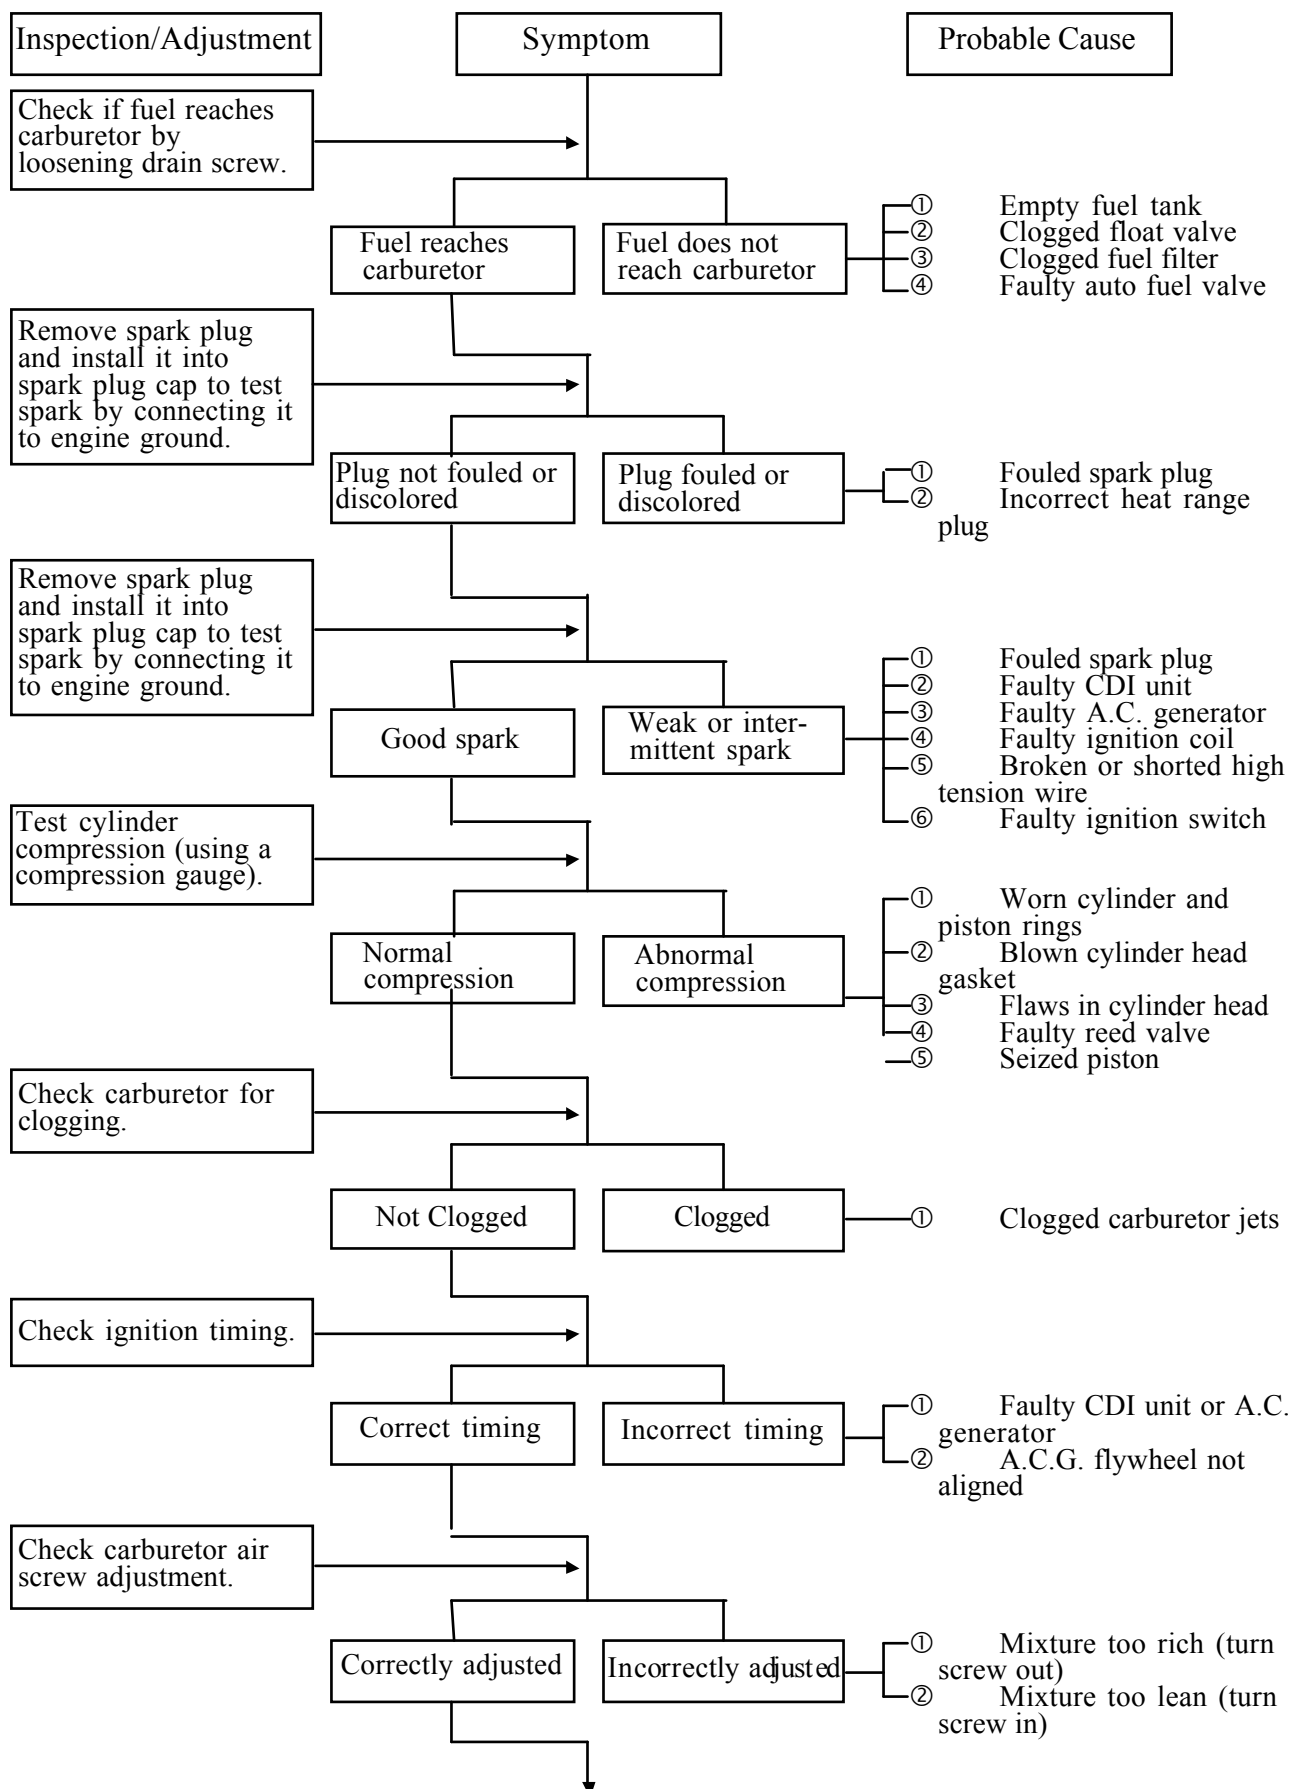 Inspection/Adjustment
Symptom
Probable Cause
Check if fuel reaches
carburetor by
loosening drain screw.
Fuel reaches
carburetor
Fuel does not
reach carburetor
① Empty fuel tank
② Clogged float valve
③ Clogged fuel filter
④ Faulty auto fuel valve
Remove spark plug
and install it into
spark plug cap to test
spark by connecting it
to engine ground.
Plug not fouled or
discolored
Plug fouled or
discolored
① Fouled spark plug
② Incorrect heat range
plug
Remove spark plug
and install it into
spark plug cap to test
spark by connecting it
to engine ground.
Good spark
Weak or inter-
mittent spark
① Fouled spark plug
② Faulty CDI unit
③ Faulty A.C. generator
④ Faulty ignition coil
⑤ Broken or shorted high
tension wire
⑥ Faulty ignition switch
Test cylinder
compression (using a
compression gauge).
Normal
compression
Abnormal
compression
① Worn cylinder and
piston rings
② Blown cylinder head
gasket
③ Flaws in cylinder head
④ Faulty reed valve
⑤ Seized piston
Check carburetor for
clogging.
Not Clogged
Clogged
① Clogged carburetor jets
Check ignition timing.
Correct timing
Incorrect timing
① Faulty CDI unit or A.C.
generator
② A.C.G. flywheel not
aligned
Check carburetor air
screw adjustment.
Correctly adjusted
Incorrectly adjusted
① Mixture too rich (turn
screw out)
② Mixture too lean (turn
screw in)